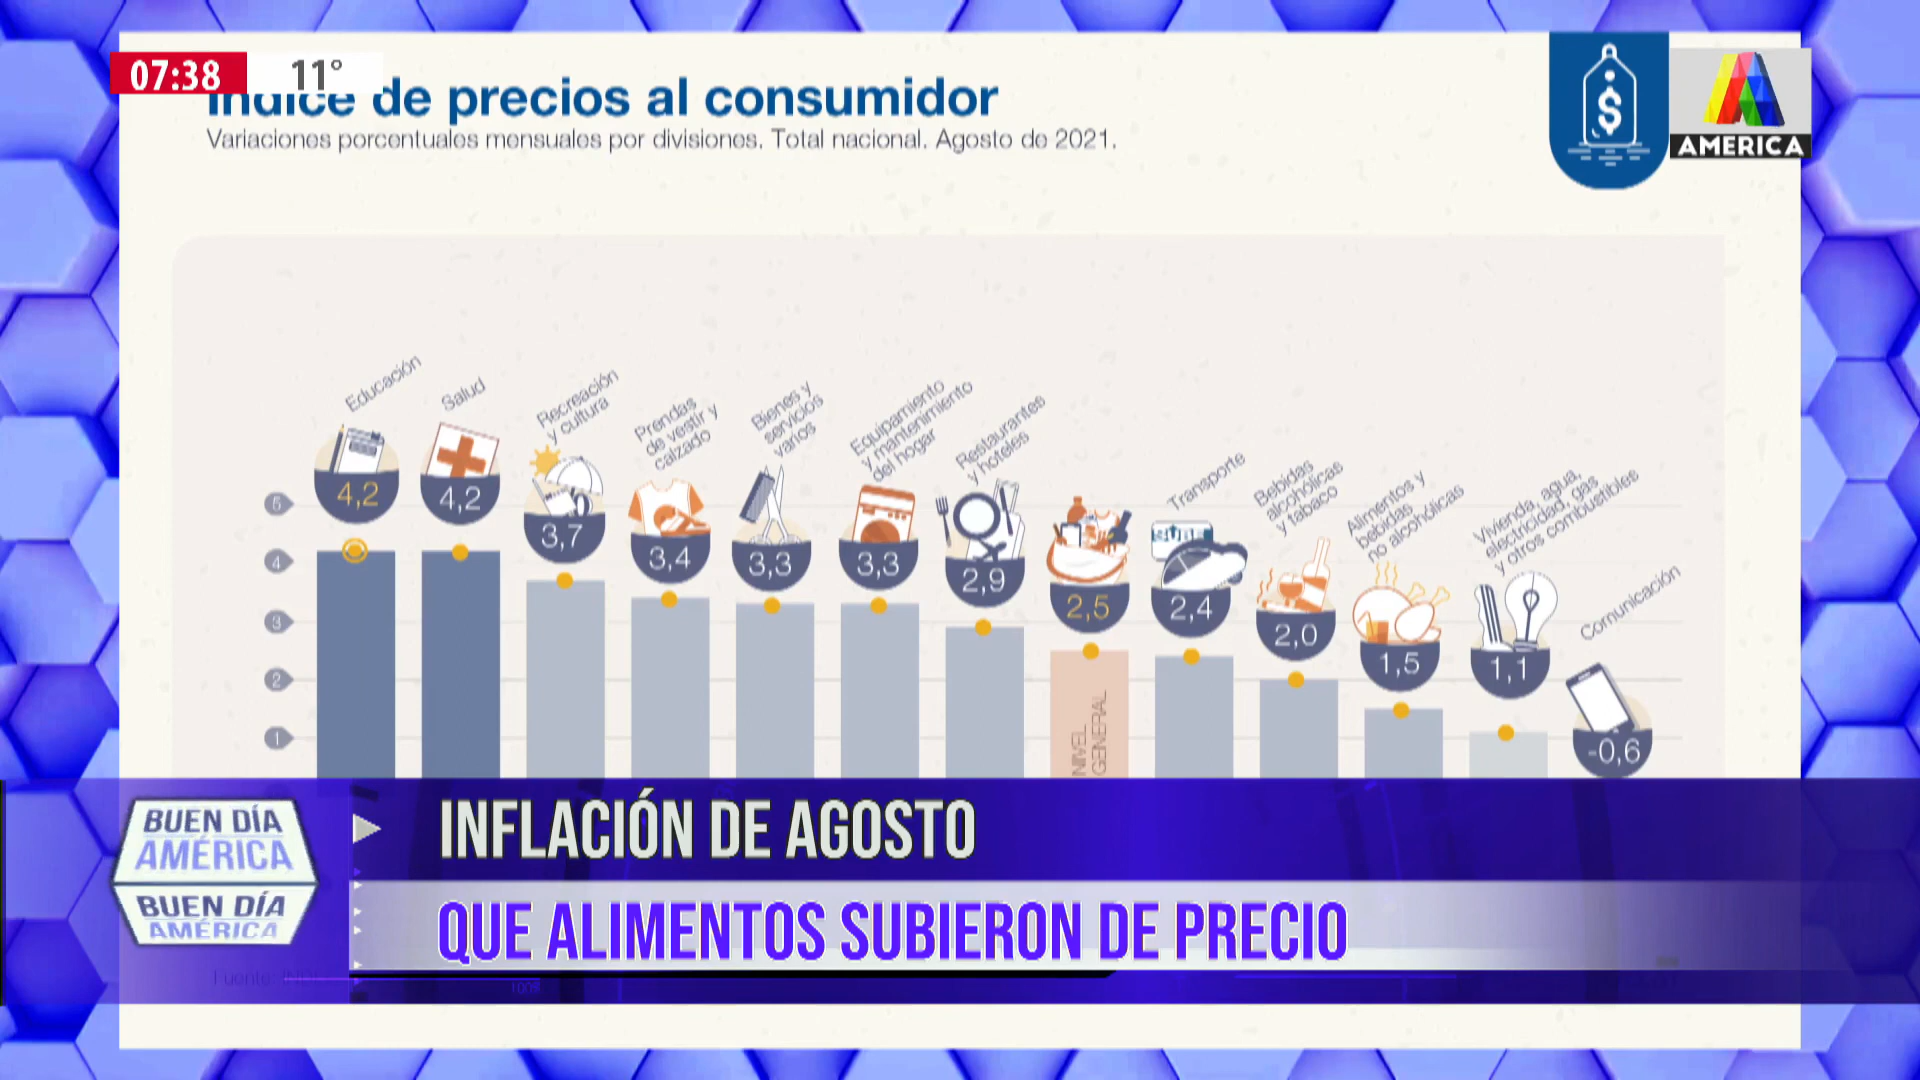 07:38
11°
Índice de precios al consumidor
Variaciones porcentuales mensuales por divisiones. Total nacional. Agosto de 2021.
$
AMERICA
Educación
Salud
Recreación
y cultura
Prendas
de vestir y
calzado
Bienes y
servicios
varios
Equipamiento
y mantenimiento
del hogar
Restaurantes
y hoteles
Transporte
Bebidas
alcohólicas
y tabaco
Alimentos y
bebidas
no alcohólicas
Vivienda, agua,
electricidad, gas
y otros combustibles
Comunicación
SUBE
4,2
4,2
3,7
3,4
3,3
3,3
2,9
2,5
2,4
2,0
1,5
1,1
-0,6
5
4
3
2
1
NIVEL
GENERAL
BUEN DÍA
AMÉRICA
BUEN DÍA
AMÉRICA
INFLACIÓN DE AGOSTO
QUE ALIMENTOS SUBIERON DE PRECIO
Fuente: